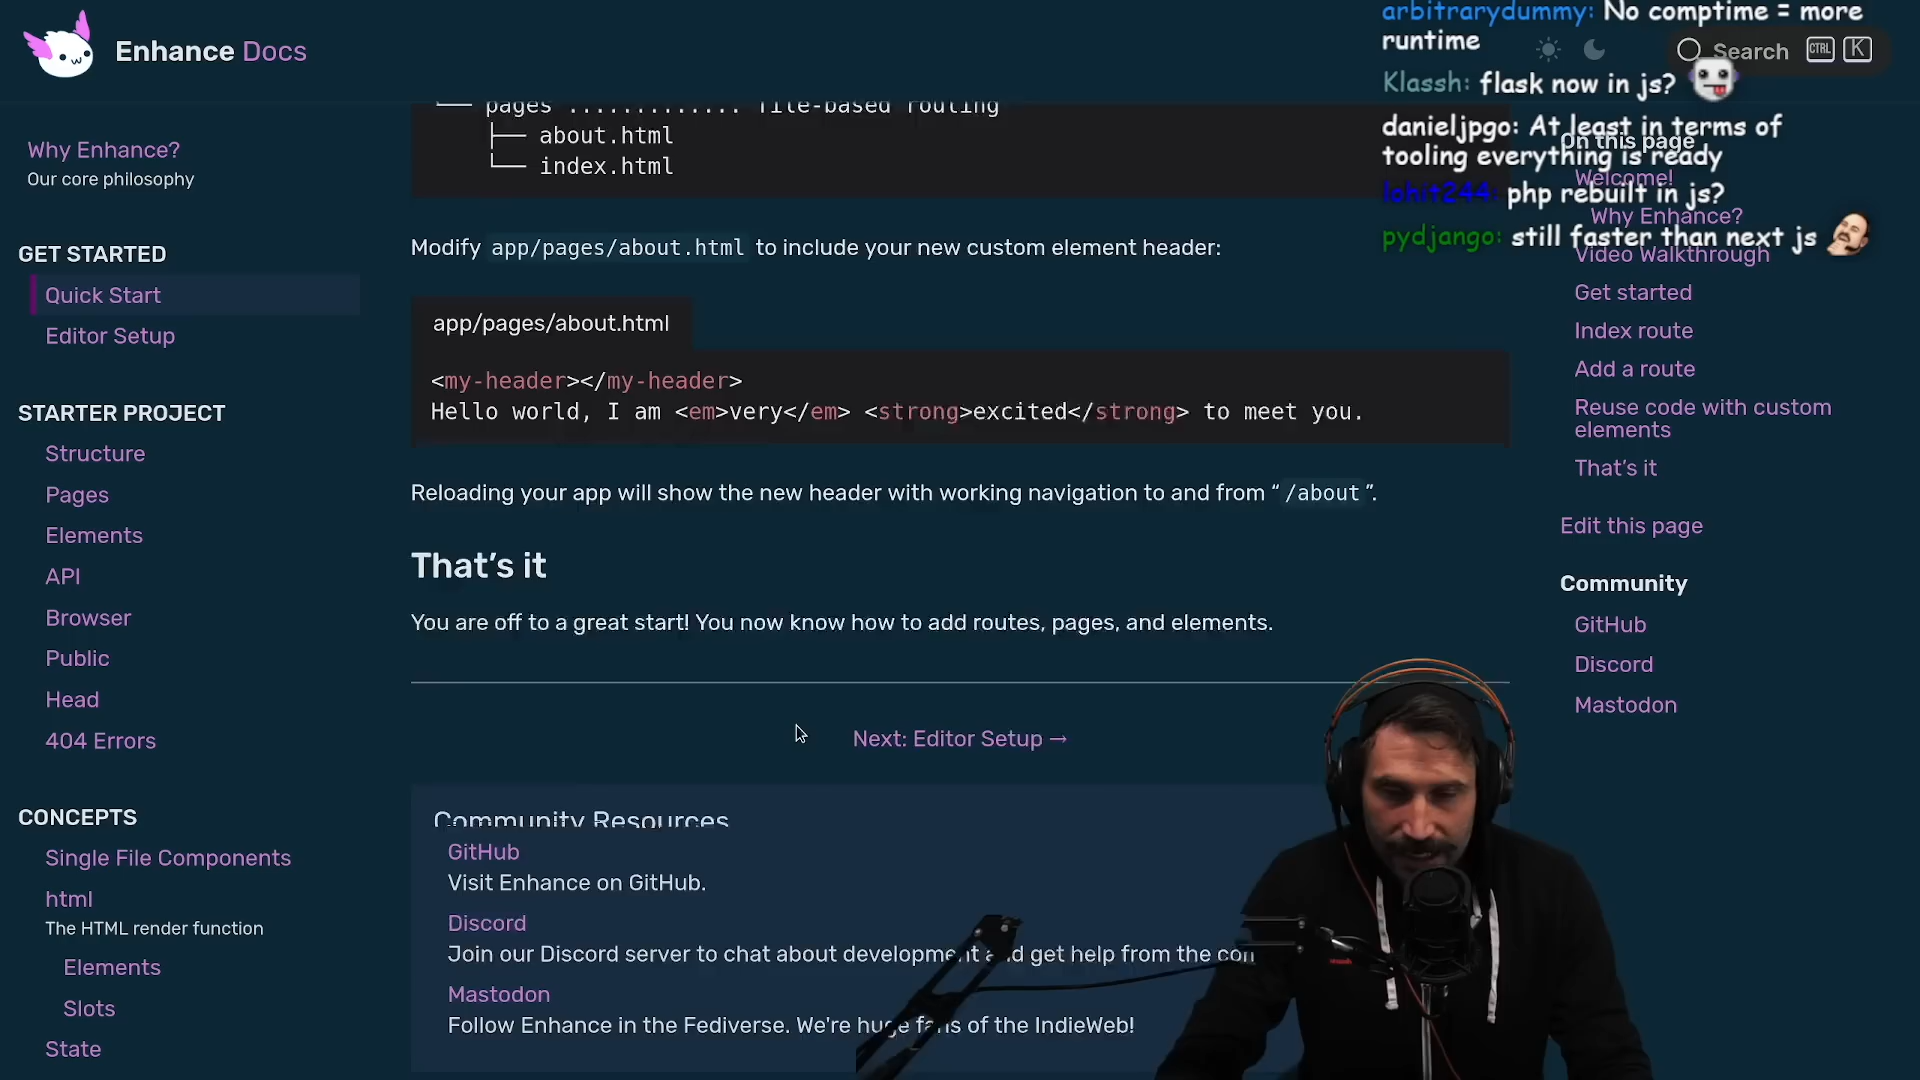 Enhance Docs
Search CTRL K
arbitrarydummy: No comptime = more
runtime
Klassh: flask now in js?
danieljpgo: At least in terms of
tooling everything is ready
lohit244: php rebuilt in js?
pydjango: still faster than next js
Why Enhance?
Our core philosophy
GET STARTED
Quick Start
Editor Setup
STARTER PROJECT
Structure
Pages
Elements
API
Browser
Public
Head
404 Errors
CONCEPTS
Single File Components
html
The HTML render function
Elements
Slots
State
└── pages ............. file-based routing
├── about.html
└── index.html
Modify app/pages/about.html to include your new custom element header:
app/pages/about.html
<my-header></my-header>
Hello world, I am <em>very</em> <strong>excited</strong> to meet you.
Reloading your app will show the new header with working navigation to and from “ /about ”.
That’s it
You are off to a great start! You now know how to add routes, pages, and elements.
Next: Editor Setup →
Community Resources
GitHub
Visit Enhance on GitHub.
Discord
Join our Discord server to chat about development and get help from the com
Mastodon
Follow Enhance in the Fediverse. We're huge fans of the IndieWeb!
On this page
Welcome!
Why Enhance?
Video Walkthrough
Get started
Index route
Add a route
Reuse code with custom
elements
That’s it
Edit this page
Community
GitHub
Discord
Mastodon